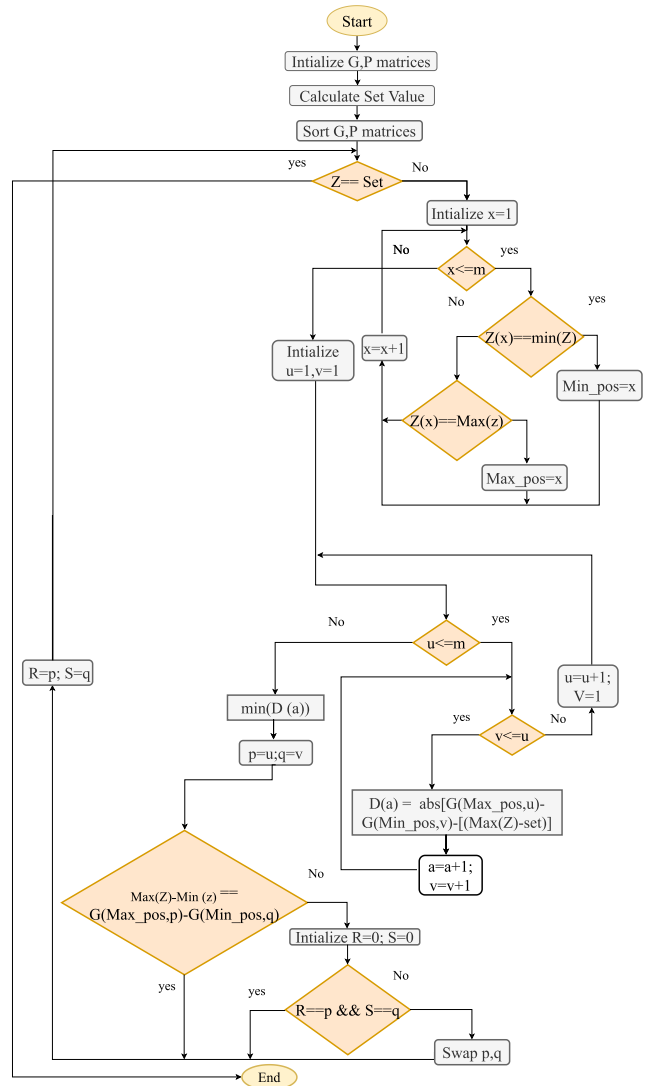 Start
Intialize G,P matrices
Calculate Set Value
Sort G,P matrices
yes
No
Z== Set
Intialize x=1
No
yes
x<=m
No
yes
Z(x)==min(Z)
Intialize
u=1,v=1
x=x+1
Min_pos=x
Z(x)==Max(z)
Max_pos=x
No
yes
u<=m
R=p; S=q
u=u+1;
V=1
min(D (a))
yes
No
v<=u
p=u;q=v
D(a) = abs[G(Max_pos,u)-
G(Min_pos,v)-[(Max(Z)-set)]
No
a=a+1;
v=v+1
Max(Z)-Min (z) ==
G(Max_pos,p)-G(Min_pos,q)
Intialize R=0; S=0
yes
yes
No
R==p && S==q
Swap p,q
End